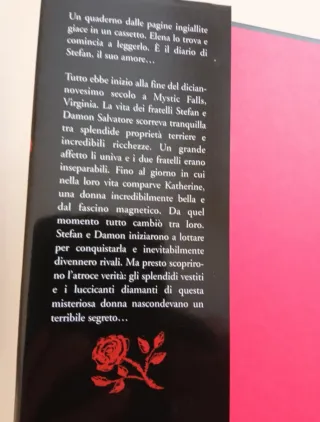 Un quaderno dalle pagine ingiallite
giace in un cassetto. Elena lo trova e
comincia a leggerlo. È il diario di
Stefan, il suo amore...
Tutto ebbe inizio alla fine del dician-
novesimo secolo a Mystic Falls,
Virginia. La vita dei fratelli Stefan e
Damon Salvatore scorreva tranquilla
tra splendide proprietà terriere e
incredibili ricchezze. Un grande
affetto li univa e i due fratelli erano
inseparabili. Fino al giorno in cui
nella loro vita comparve Katherine,
una donna incredibilmente bella e
dal fascino magnetico. Da quel
momento tutto cambiò tra loro.
Stefan e Damon iniziarono a lottare
per conquistarla e inevitabilmente
divennero rivali. Ma presto scopriro-
no l'atroce verità: gli splendidi vestiti
e i luccicanti diamanti di questa
misteriosa donna nascondevano un
terribile segreto...